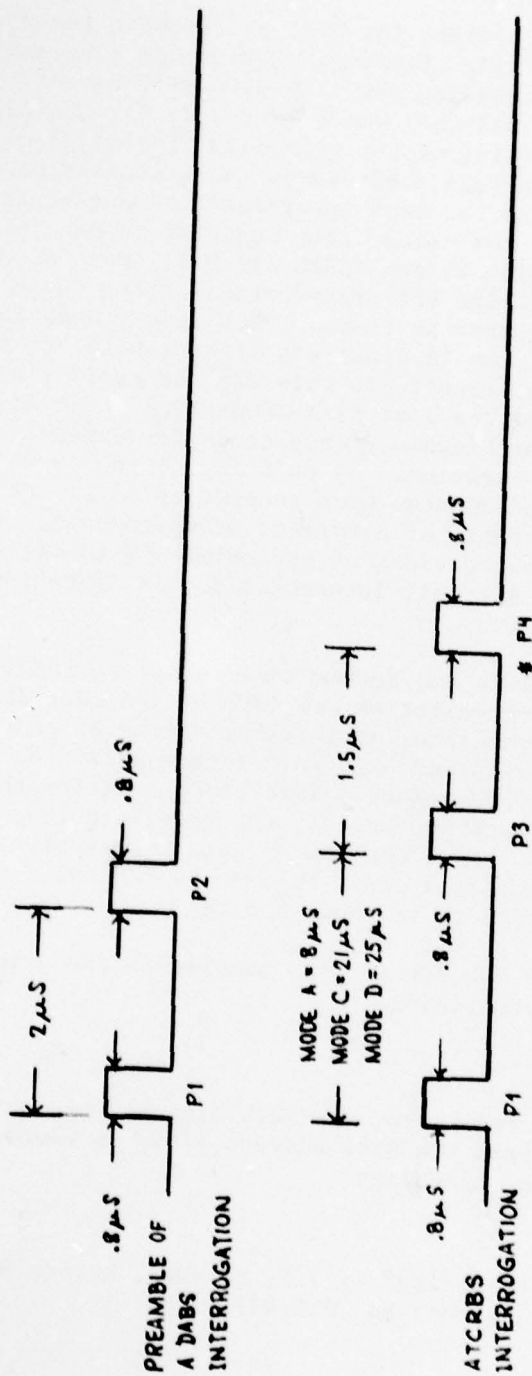 2µS
.8µS
.8µS
P1
P2
PREAMBLE OF
A DABS
INTERROGATION
MODE A = 8µS
MODE C = 21µS
MODE D = 25µS
1.5µS
.8µS
.8µS
.8µS
P1
P3
* P4
ATCRBS
INTERROGATION